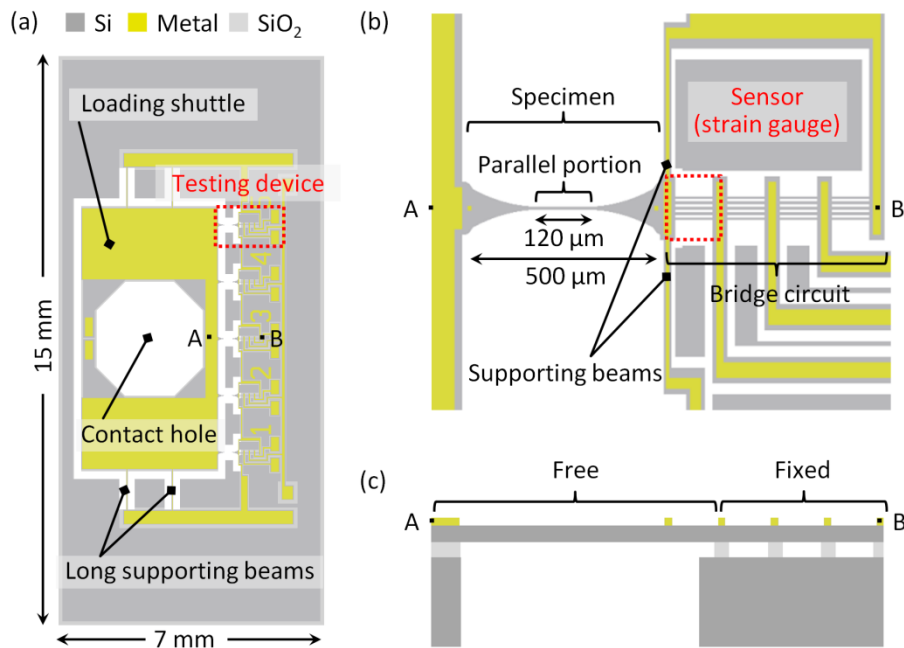 (a) Si Metal SiO₂
Loading shuttle
Testing device
5
4
A
3
B
2
Contact hole
1
Long supporting beams
15 mm
7 mm
(b)
Specimen
Sensor
(strain gauge)
Parallel portion
A
B
120 µm
500 µm
Bridge circuit
Supporting beams
(c)
Free
Fixed
A
B